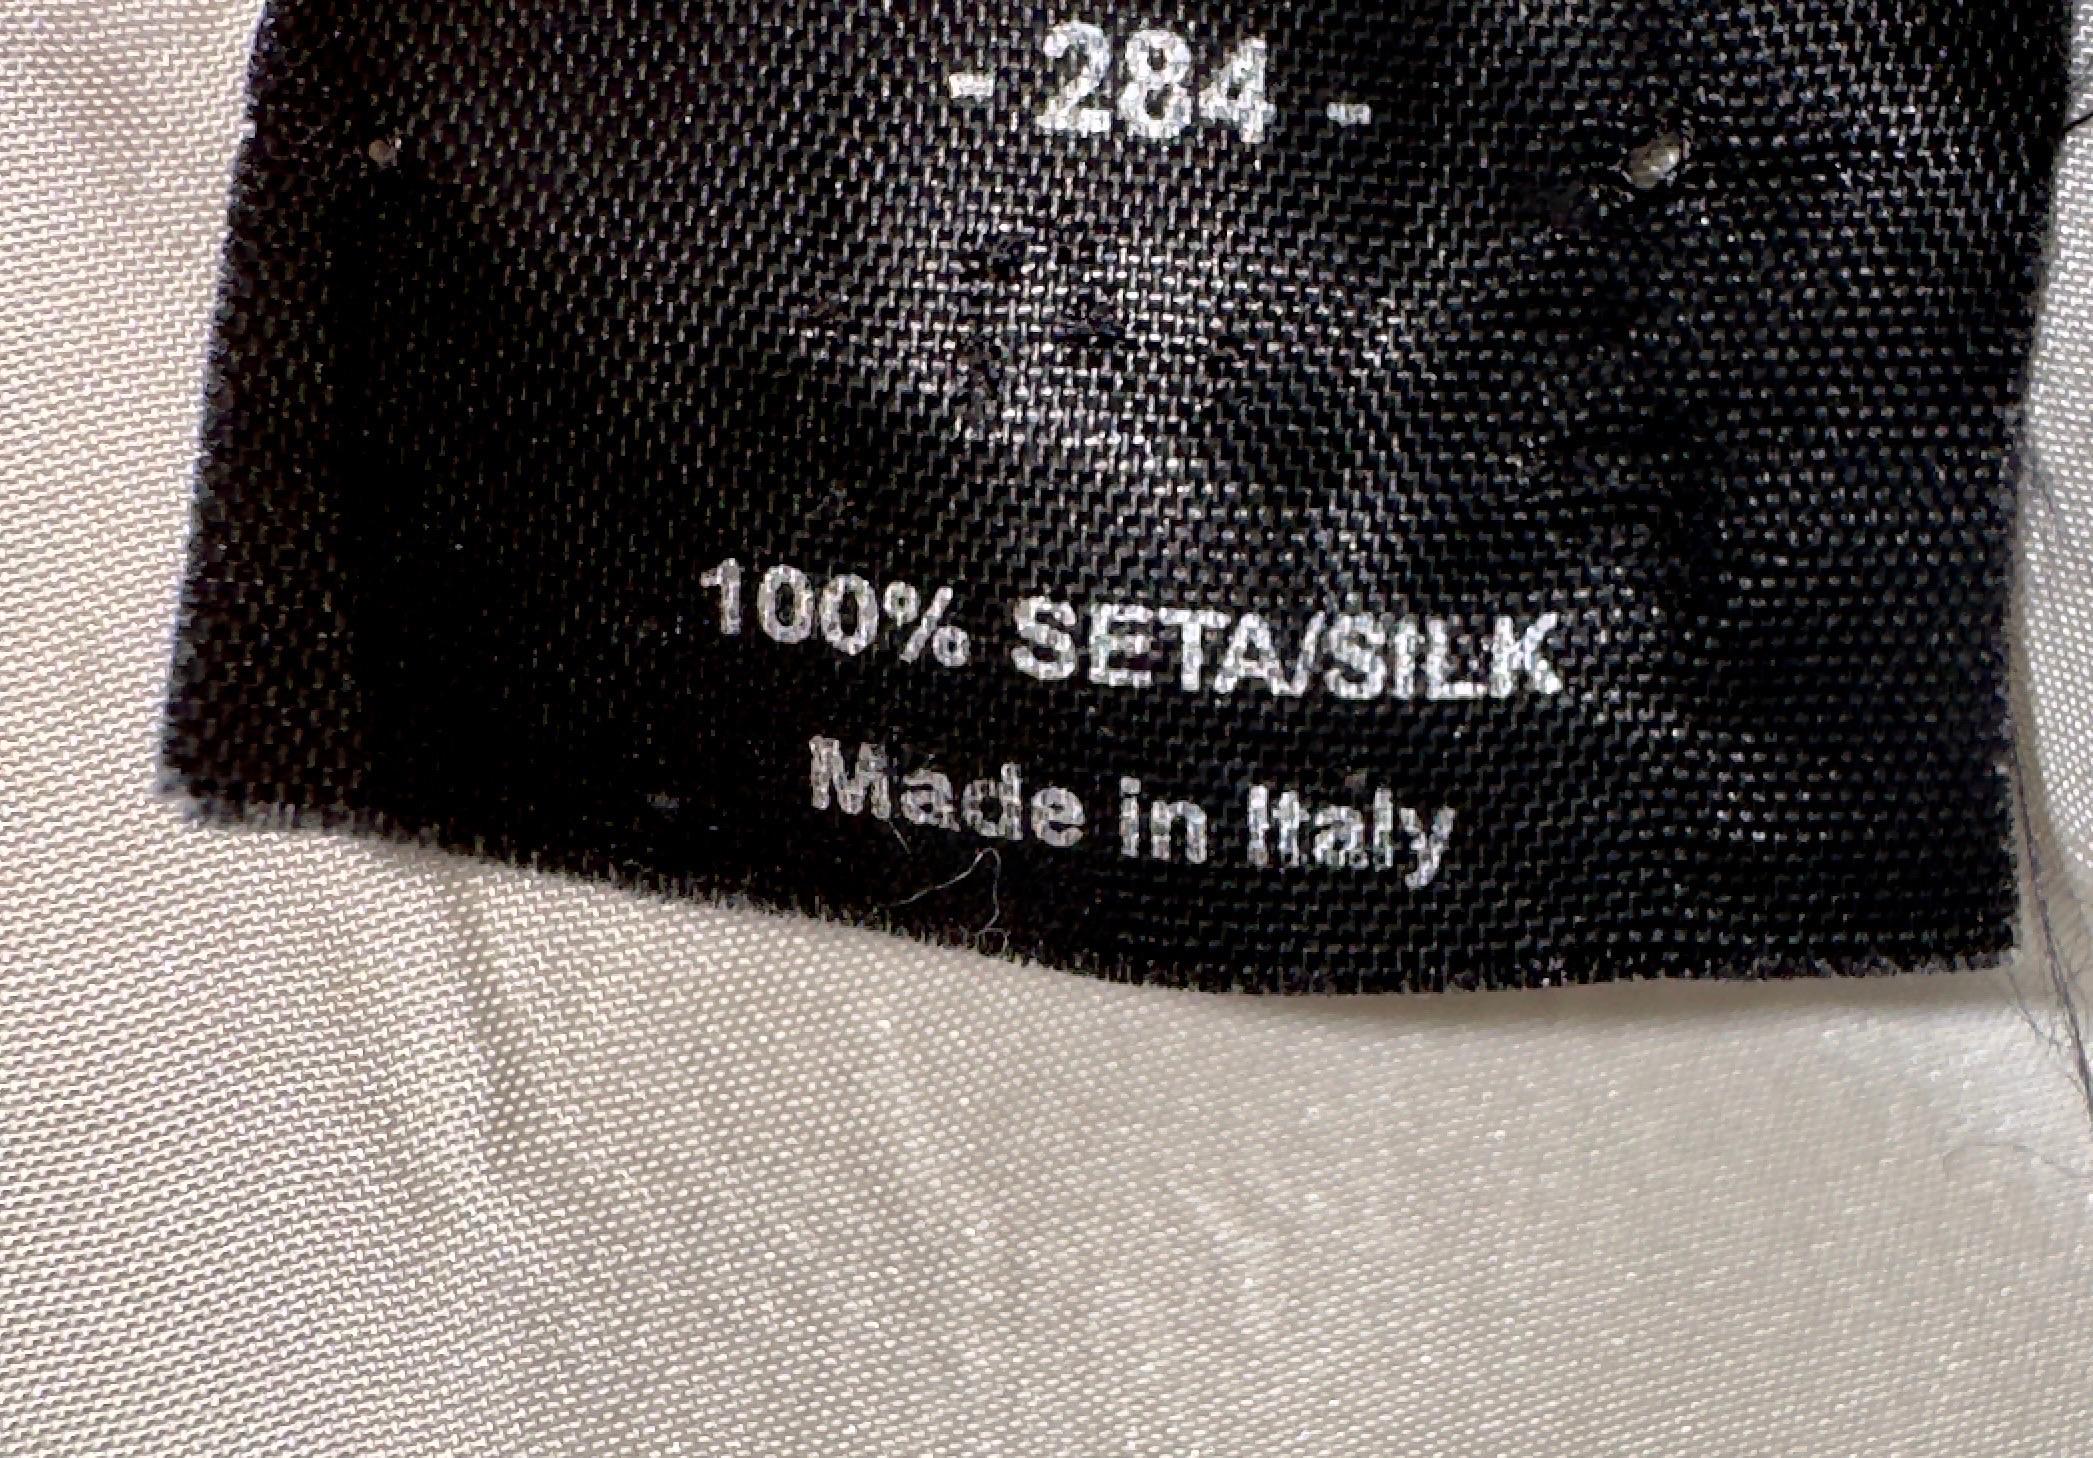 - 284 -
100% SETA/SILK
Made in Italy